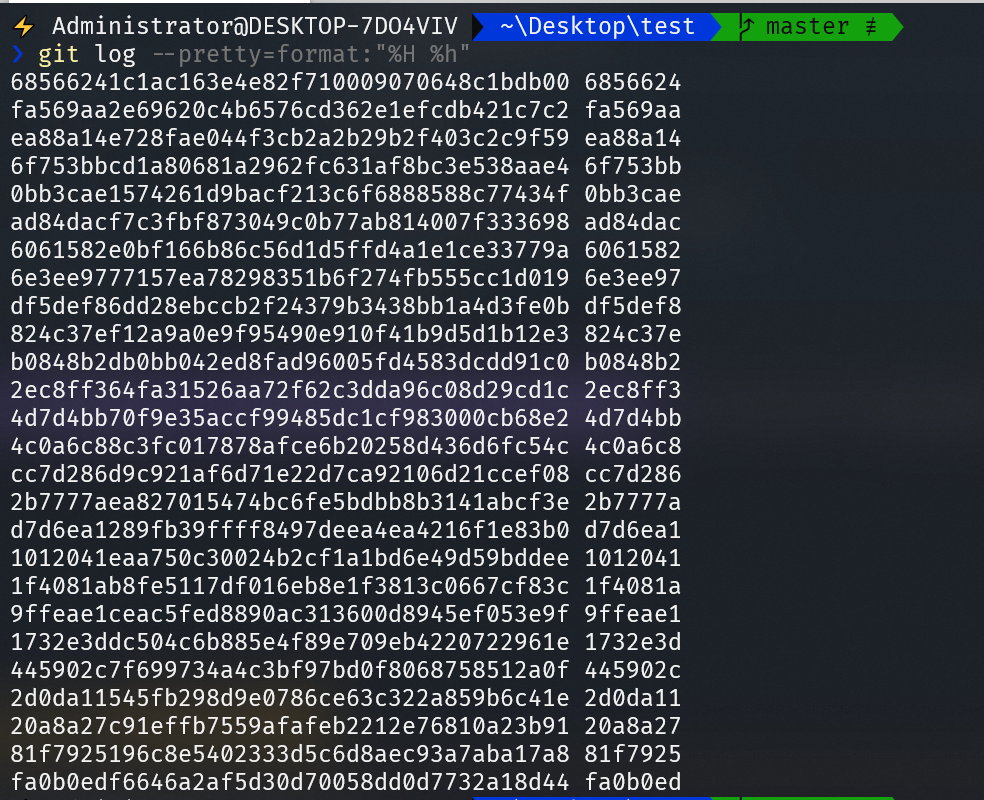 ⚡ Administrator@DESKTOP-7DO4VIV ~\Desktop\test master ≢
❯ git log --pretty=format:"%H %h"
68566241c1ac163e4e82f710009070648c1bdb00 6856624
fa569aa2e69620c4b6576cd362e1efcdb421c7c2 fa569aa
ea88a14e728fae044f3cb2a2b29b2f403c2c9f59 ea88a14
6f753bbcd1a80681a2962fc631af8bc3e538aae4 6f753bb
0bb3cae1574261d9bacf213c6f6888588c77434f 0bb3cae
ad84dacf7c3fbf873049c0b77ab814007f333698 ad84dac
6061582e0bf166b86c56d1d5ffd4a1e1ce33779a 6061582
6e3ee9777157ea78298351b6f274fb555cc1d019 6e3ee97
df5def86dd28ebccb2f24379b3438bb1a4d3fe0b df5def8
824c37ef12a9a0e9f95490e910f41b9d5d1b12e3 824c37e
b0848b2db0bb042ed8fad96005fd4583dcdd91c0 b0848b2
2ec8ff364fa31526aa72f62c3dda96c08d29cd1c 2ec8ff3
4d7d4bb70f9e35accf99485dc1cf983000cb68e2 4d7d4bb
4c0a6c88c3fc017878afce6b20258d436d6fc54c 4c0a6c8
cc7d286d9c921af6d71e22d7ca92106d21ccef08 cc7d286
2b7777aea827015474bc6fe5bdbb8b3141abcf3e 2b7777a
d7d6ea1289fb39ffff8497deea4ea4216f1e83b0 d7d6ea1
1012041eaa750c30024b2cf1a1bd6e49d59bddee 1012041
1f4081ab8fe5117df016eb8e1f3813c0667cf83c 1f4081a
9ffeae1ceac5fed8890ac313600d8945ef053e9f 9ffeae1
1732e3ddc504c6b885e4f89e709eb4220722961e 1732e3d
445902c7f699734a4c3bf97bd0f8068758512a0f 445902c
2d0da11545fb298d9e0786ce63c322a859b6c41e 2d0da11
20a8a27c91effb7559afafeb2212e76810a23b91 20a8a27
81f7925196c8e5402333d5c6d8aec93a7aba17a8 81f7925
fa0b0edf6646a2af5d30d70058dd0d7732a18d44 fa0b0ed